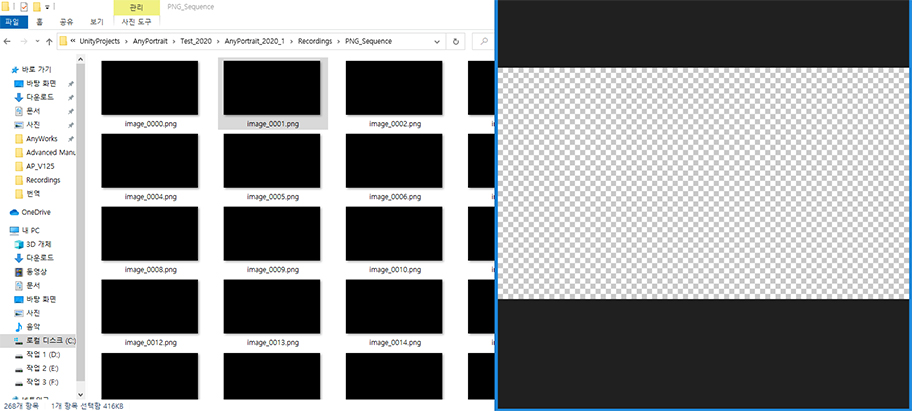 관리
PNG_Sequence
파일
홈
공유
보기
사진 도구
« UnityProjects > AnyPortrait > Test_2020 > AnyPortrait_2020_1 > Recordings > PNG_Sequence
바로 가기
바탕 화면
다운로드
문서
사진
AnyWorks
Advanced Manu
AP_V125
Recordings
번역
OneDrive
내 PC
3D 개체
다운로드
동영상
문서
바탕 화면
사진
음악
로컬 디스크 (C:)
작업 1 (D:)
작업 2 (E:)
작업 3 (F:)
image_0000.png
image_0001.png
image_0002.png
image_0004.png
image_0005.png
image_0006.png
image_0008.png
image_0009.png
image_0010.png
image_0012.png
image_0013.png
image_0014.png
268개 항목
1개 항목 선택함 416KB